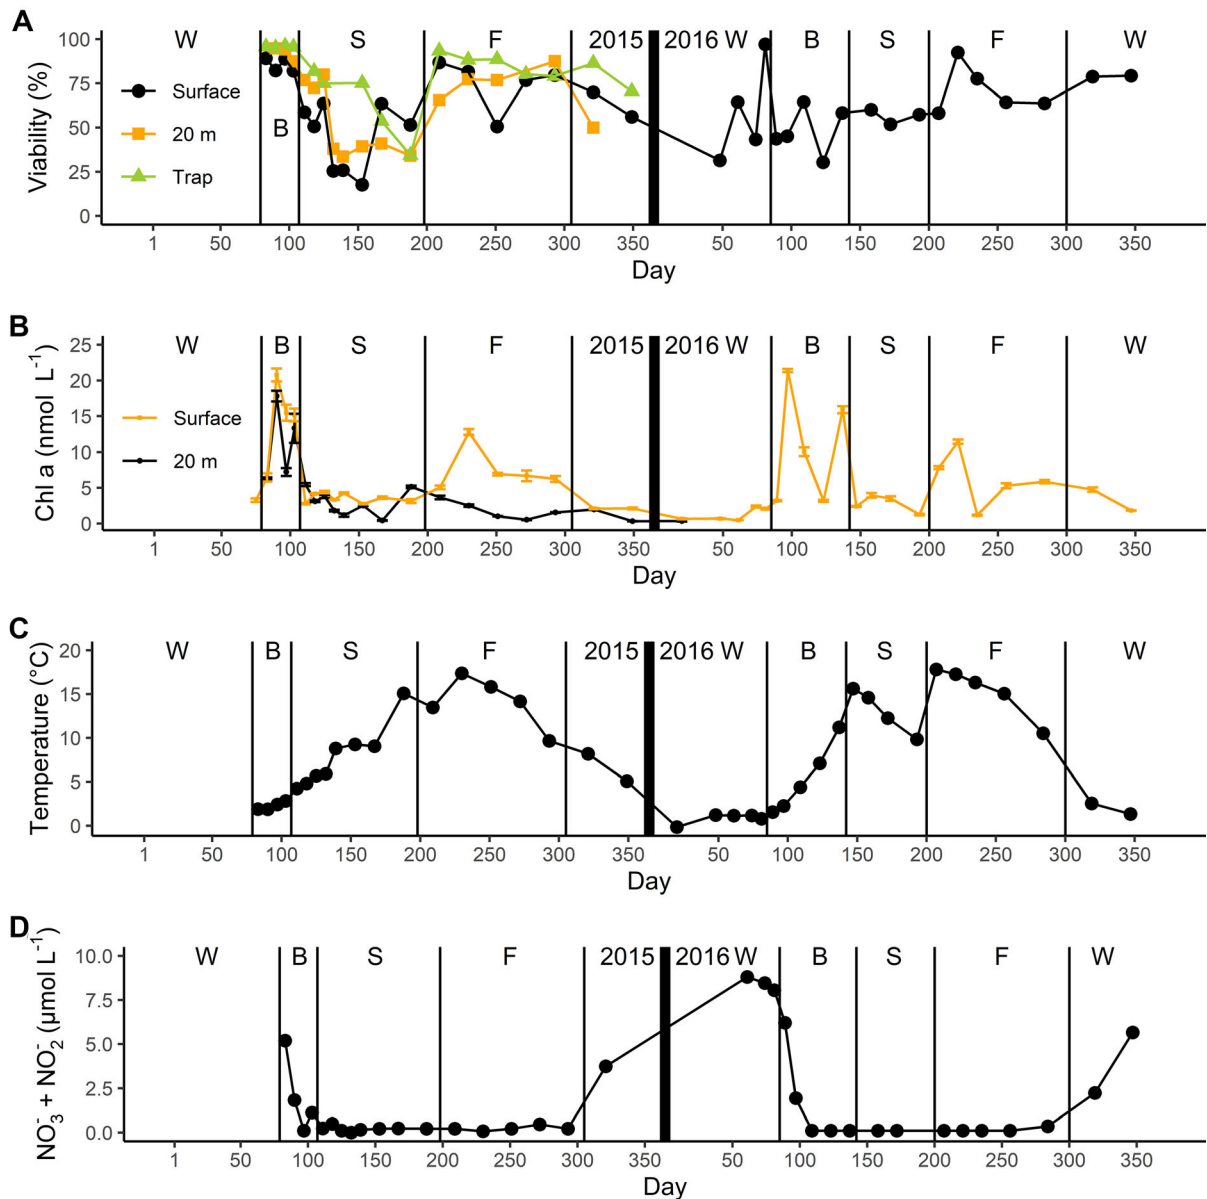 A
W
S
F
2015
2016 W
B
S
F
W
B
100
75
50
25
0
Viability (%)
Surface
20 m
Trap
1
50
100
150
200
250
300
350
50
100
150
200
250
300
350
Day
B
W
B
S
F
2015
2016 W
B
S
F
W
25
20
15
10
5
0
Chl a (nmol L⁻¹)
Surface
20 m
1
50
100
150
200
250
300
350
50
100
150
200
250
300
350
Day
C
W
B
S
F
2015
2016 W
B
S
F
W
20
15
10
5
0
Temperature (°C)
1
50
100
150
200
250
300
350
50
100
150
200
250
300
350
Day
D
W
B
S
F
2015
2016 W
B
S
F
W
10.0
7.5
5.0
2.5
0.0
NO₃⁻ + NO₂⁻ (µmol L⁻¹)
1
50
100
150
200
250
300
350
50
100
150
200
250
300
350
Day